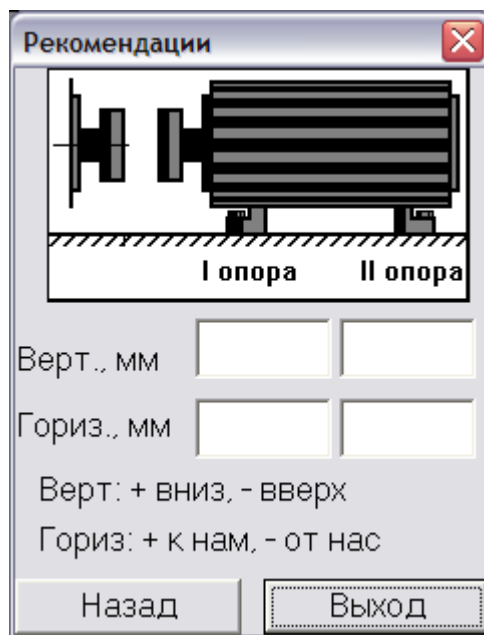 Рекомендации
I опора II опора
Верт., мм
Гориз., мм
Верт: + вниз, - вверх
Гориз: + к нам, - от нас
Назад Выход